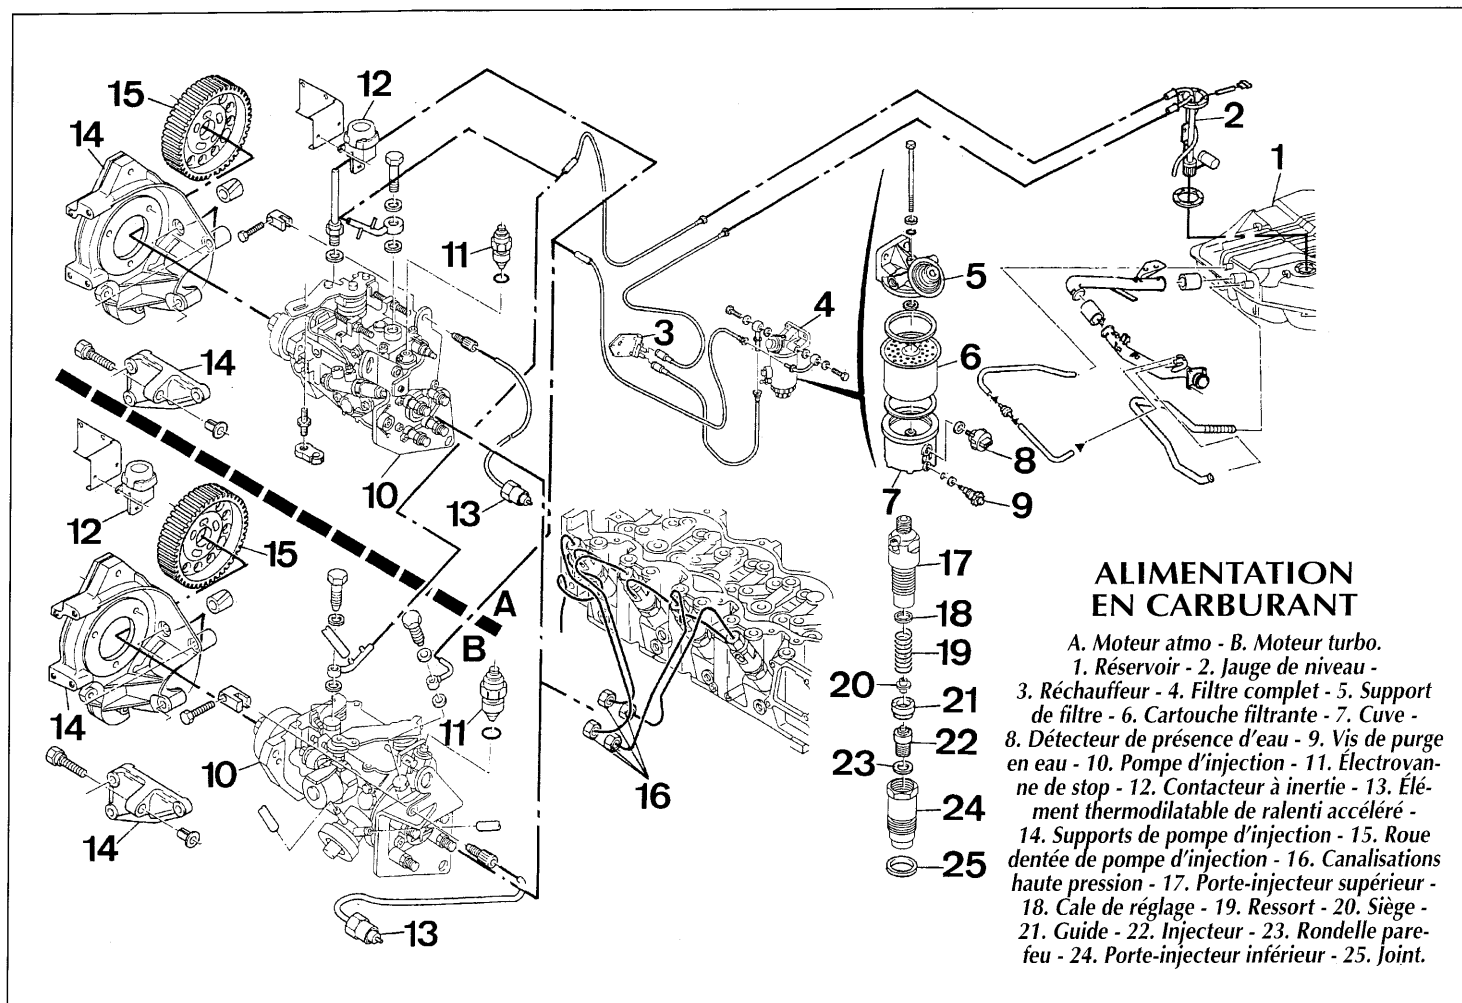 12
15
14
2
1
11
5
4
3
14
6
8
10
13
7
9
12
15
17
A
B
18
19
20
21
14
11
22
10
23
16
24
14
25
13
ALIMENTATION
EN CARBURANT
A. Moteur atmo - B. Moteur turbo.
1. Réservoir - 2. Jauge de niveau -
3. Réchauffeur - 4. Filtre complet - 5. Support
de filtre - 6. Cartouche filtrante - 7. Cuve -
8. Détecteur de présence d'eau - 9. Vis de purge
en eau - 10. Pompe d'injection - 11. Électrovan-
ne de stop - 12. Contacteur à inertie - 13. Élé-
ment thermodilatable de ralenti accéléré -
14. Supports de pompe d'injection - 15. Roue
dentée de pompe d'injection - 16. Canalisations
haute pression - 17. Porte-injecteur supérieur -
18. Cale de réglage - 19. Ressort - 20. Siège -
21. Guide - 22. Injecteur - 23. Rondelle pare-
feu - 24. Porte-injecteur inférieur - 25. Joint.